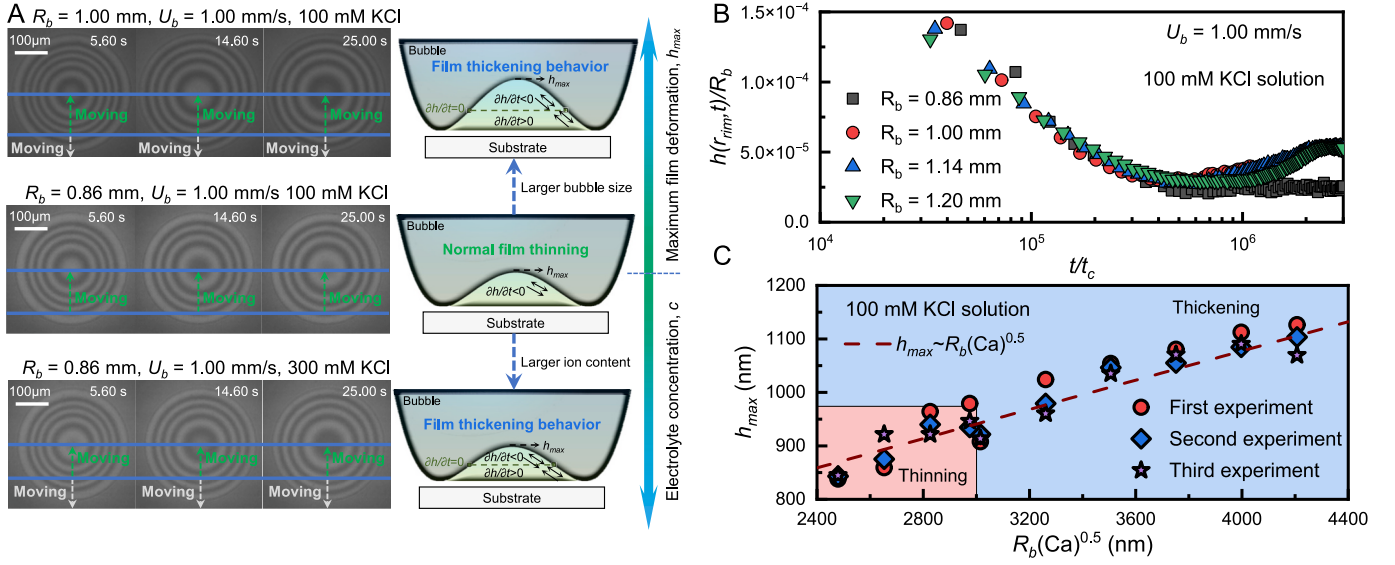 A
R_b = 1.00 mm, U_b = 1.00 mm/s, 100 mM KCl
100μm
5.60 s
14.60 s
25.00 s
Moving
Moving
Moving
Moving
Moving
Moving
R_b = 0.86 mm, U_b = 1.00 mm/s 100 mM KCl
100μm
5.60 s
14.60 s
25.00 s
Moving
Moving
Moving
R_b = 0.86 mm, U_b = 1.00 mm/s, 300 mM KCl
100μm
5.60 s
14.60 s
25.00 s
Moving
Moving
Moving
Moving
Moving
Moving
Bubble
Film thickening behavior
h_max
∂h/∂t<0
∂h/∂t=0
∂h/∂t>0
Substrate
Larger bubble size
Bubble
Normal film thinning
h_max
∂h/∂t<0
Substrate
Larger ion content
Bubble
Film thickening behavior
h_max
∂h/∂t<0
∂h/∂t=0
∂h/∂t>0
Substrate
Maximum film deformation, h_max
Electrolyte concentration, c
B
h(r_rim,t)/R_b
1.5×10⁻⁴
1.0×10⁻⁴
5.0×10⁻⁵
0.0
U_b = 1.00 mm/s
100 mM KCl solution
R_b = 0.86 mm
R_b = 1.00 mm
R_b = 1.14 mm
R_b = 1.20 mm
10⁴
10⁵
10⁶
t/t_c
C
h_max (nm)
1200
1100
1000
900
800
100 mM KCl solution
Thickening
h_max~R_b(Ca)^0.5
First experiment
Second experiment
Third experiment
Thinning
2400
2800
3200
3600
4000
4400
R_b(Ca)^0.5 (nm)